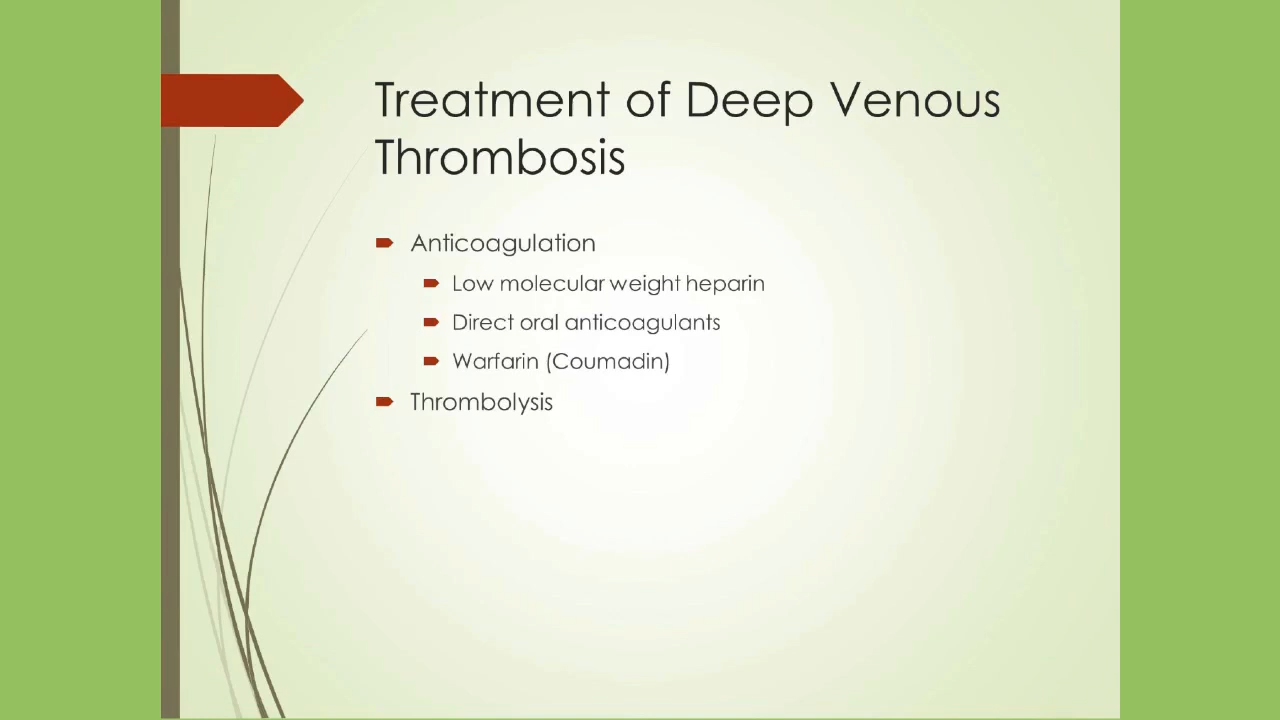 Treatment of Deep Venous
Thrombosis
Anticoagulation
Low molecular weight heparin
Direct oral anticoagulants
Warfarin (Coumadin)
Thrombolysis